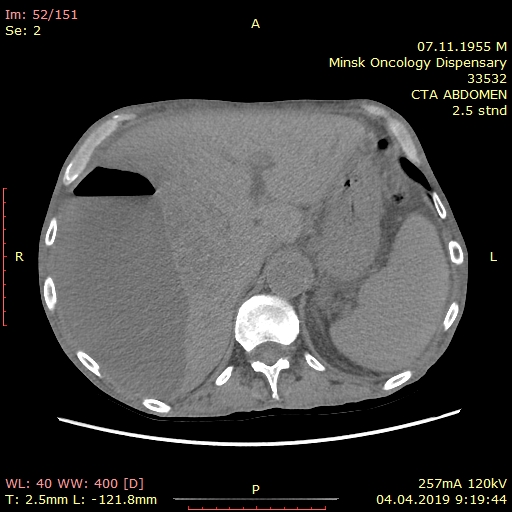 Im: 52/151
Se: 2
A
07.11.1955 M
Minsk Oncology Dispensary
33532
CTA ABDOMEN
2.5 stnd
R
L
WL: 40 WW: 400 [D]
T: 2.5mm L: -121.8mm
P
257mA 120kV
04.04.2019 9:19:44